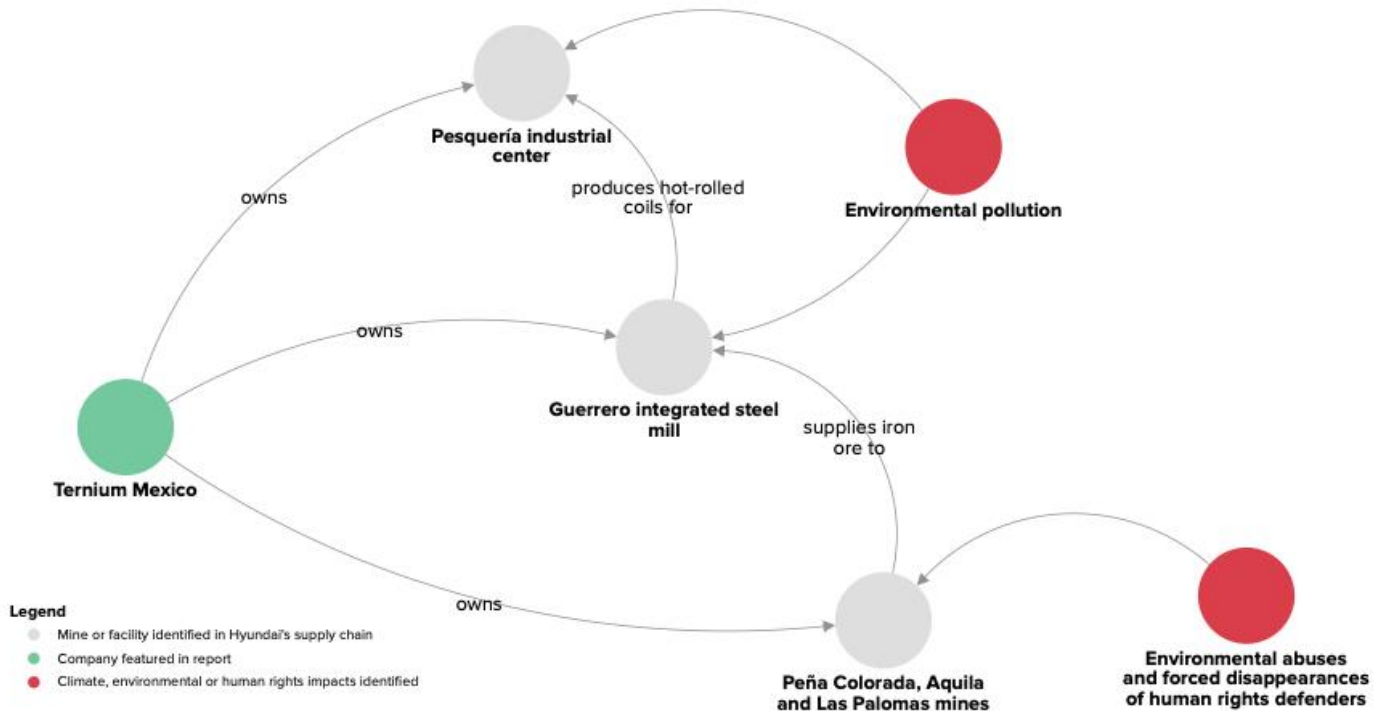 Pesquería industrial
center
owns
produces hot-rolled
coils for
Environmental pollution
owns
Guerrero integrated steel
mill
supplies iron
ore to
Ternium Mexico
owns
Legend
Mine or facility identified in Hyundai's supply chain
Company featured in report
Climate, environmental or human rights impacts identified
Peña Colorada, Aquila
and Las Palomas mines
Environmental abuses
and forced disappearances
of human rights defenders